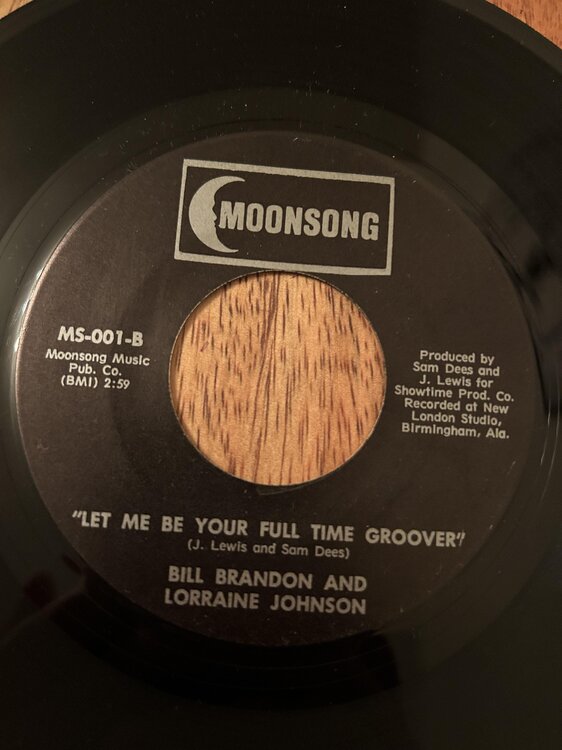 MOONSONG
MS-001-B
Moonsong Music
Pub. Co.
(BMI) 2:59
Produced by
Sam Dees and
J. Lewis for
Showtime Prod. Co.
Recorded at New
London Studio,
Birmingham, Ala.
"LET ME BE YOUR FULL TIME GROOVER"
(J. Lewis and Sam Dees)
BILL BRANDON AND
LORRAINE JOHNSON